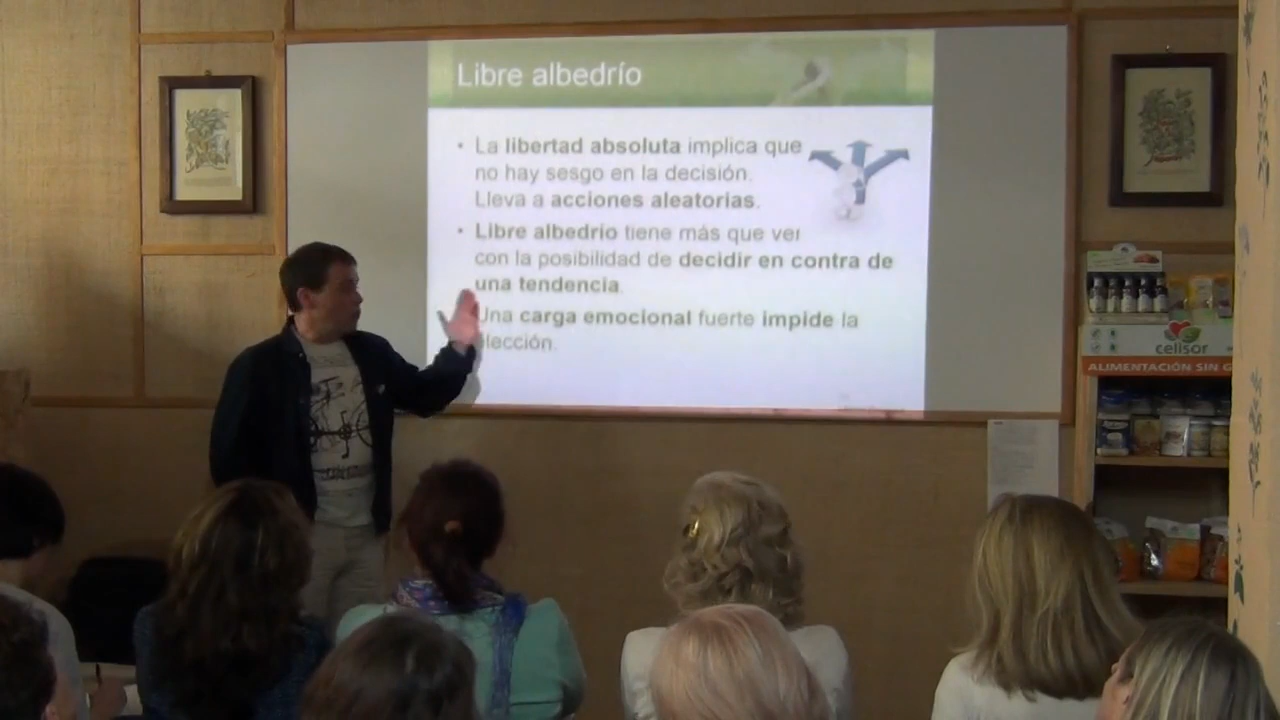 Libre albedrío
• La libertad absoluta implica que
no hay sesgo en la decisión.
Lleva a acciones aleatorias.
• Libre albedrio tiene más que ver
con la posibilidad de decidir en contra de
una tendencia.
Una carga emocional fuerte impide la
elección.
celisor
ALIMENTACIÓN SIN G